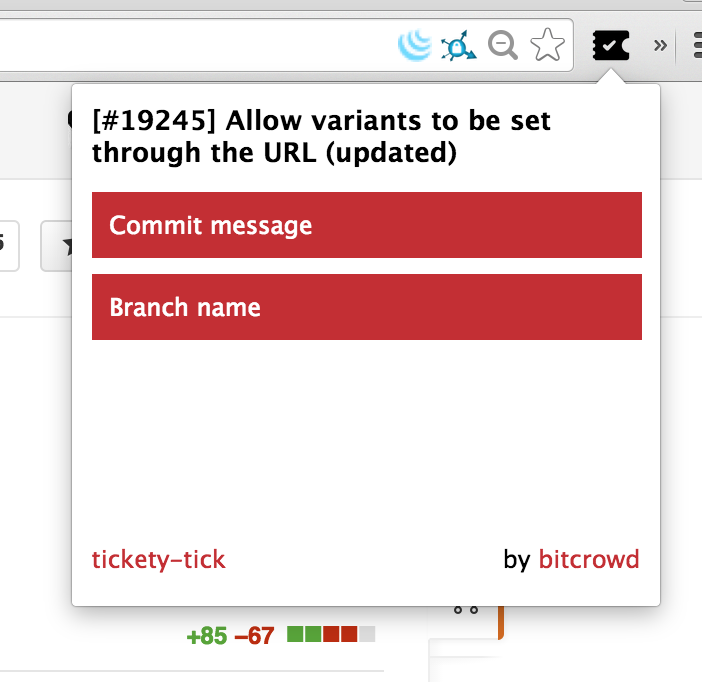 [#19245] Allow variants to be set
through the URL (updated)
Commit message
Branch name
tickety-tick by bitcrowd
+85 −67